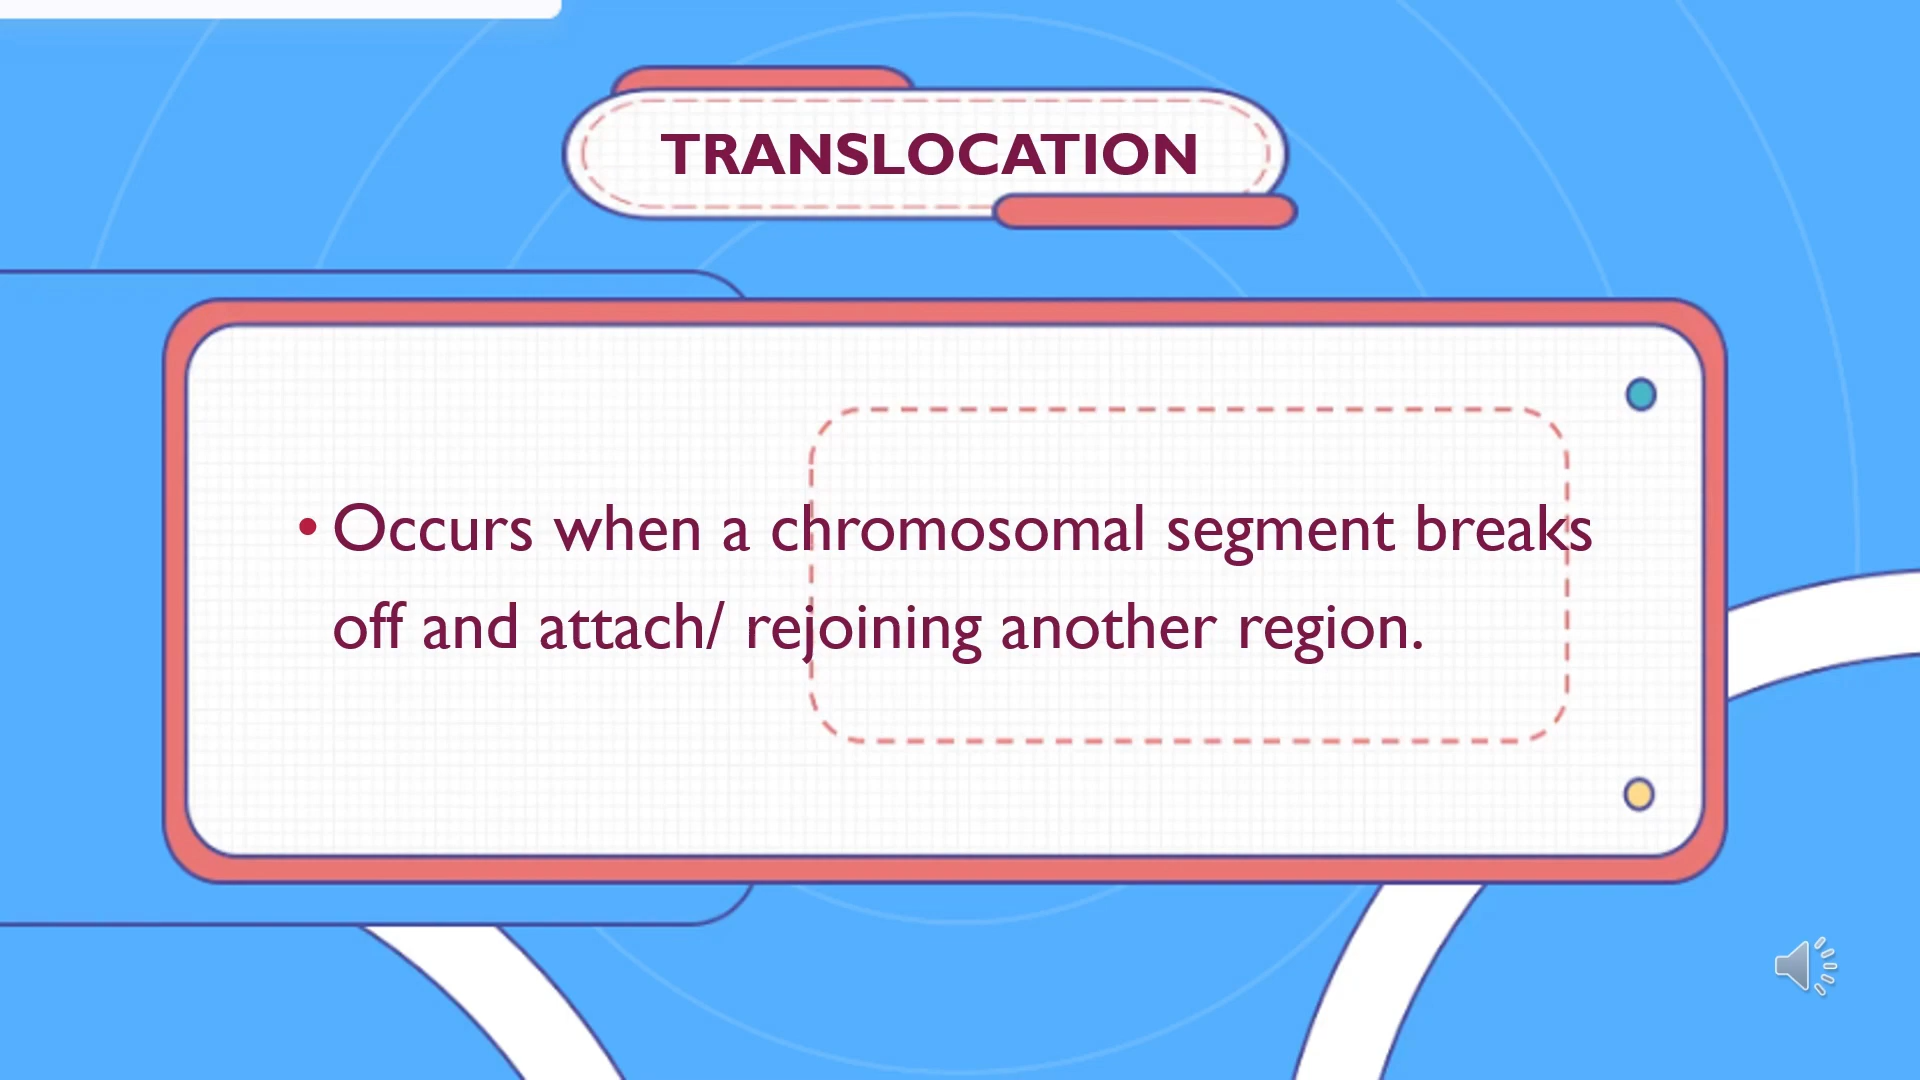 TRANSLOCATION
• Occurs when a chromosomal segment breaks
off and attach/ rejoining another region.